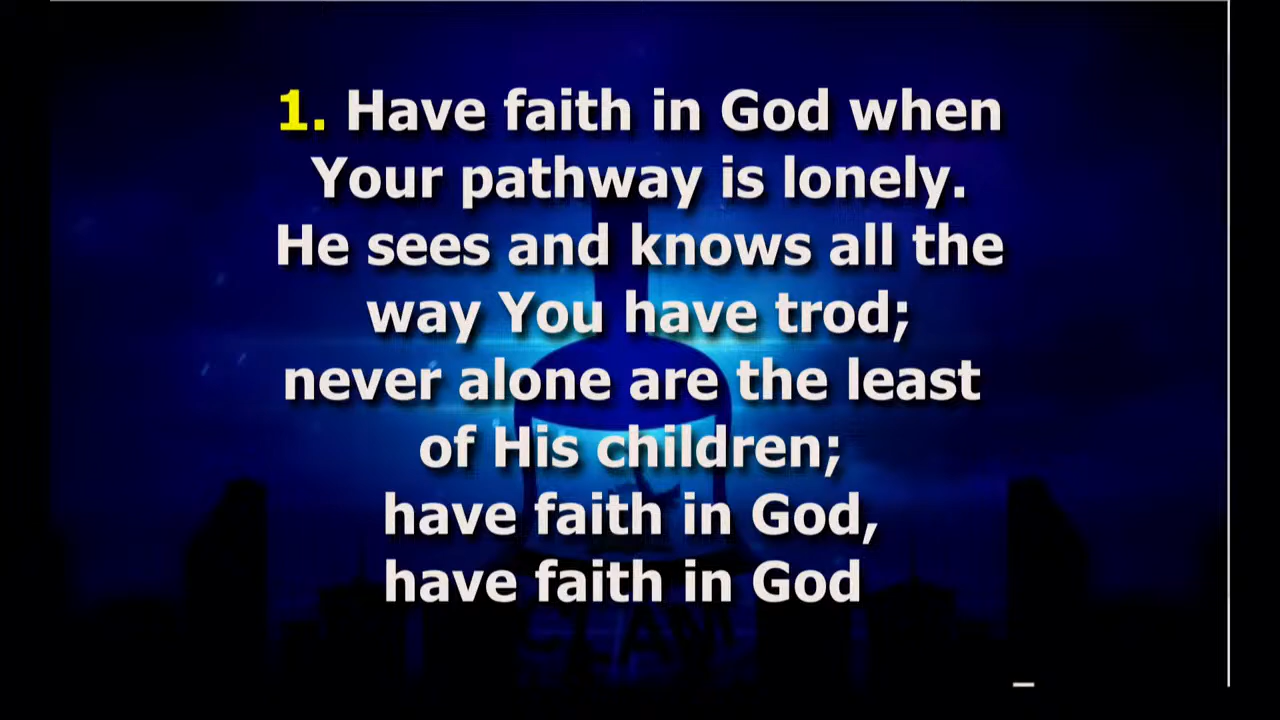 1. Have faith in God when
Your pathway is lonely.
He sees and knows all the
way You have trod;
never alone are the least
of His children;
have faith in God,
have faith in God
CLAM